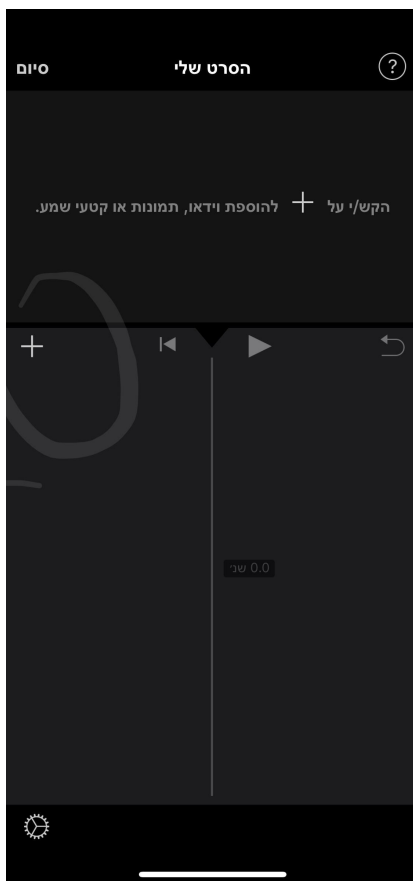 הסרט שלי
סיום
הקש/י על + להוספת וידאו, תמונות או קטעי שמע.
0.0 שנ׳